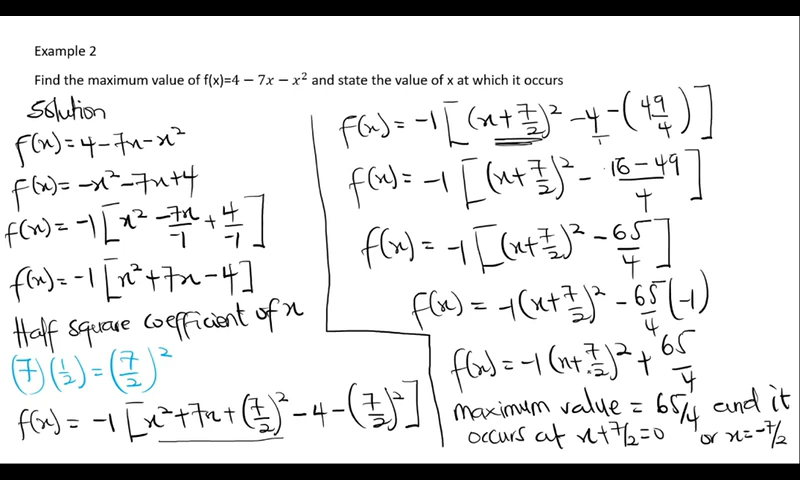 Example 2
Find the maximum value of f(x)=4 − 7x − x² and state the value of x at which it occurs
Solution
f(x) = 4-7x-x²
f(x) = -x²-7x+4
f(x) = -1[x² -7x/-1 + 4/-1]
f(x) = -1[x²+7x-4]
Half square coefficient of x
(7)(1/2) = (7/2)²
f(x) = -1[x²+7x+(7/2)²-4-(7/2)²]
f(x) = -1[(x+7/2)² -4 -(49/4)]
f(x) = -1[(x+7/2)² - 16-49/4]
f(x) = -1[(x+7/2)² - 65/4]
f(x) = -1(x+7/2)² - 65/4(-1)
f(x) = -1(x+7/2)² + 65/4
maximum value = 65/4 and it
occurs at x+7/2=0 or x=-7/2